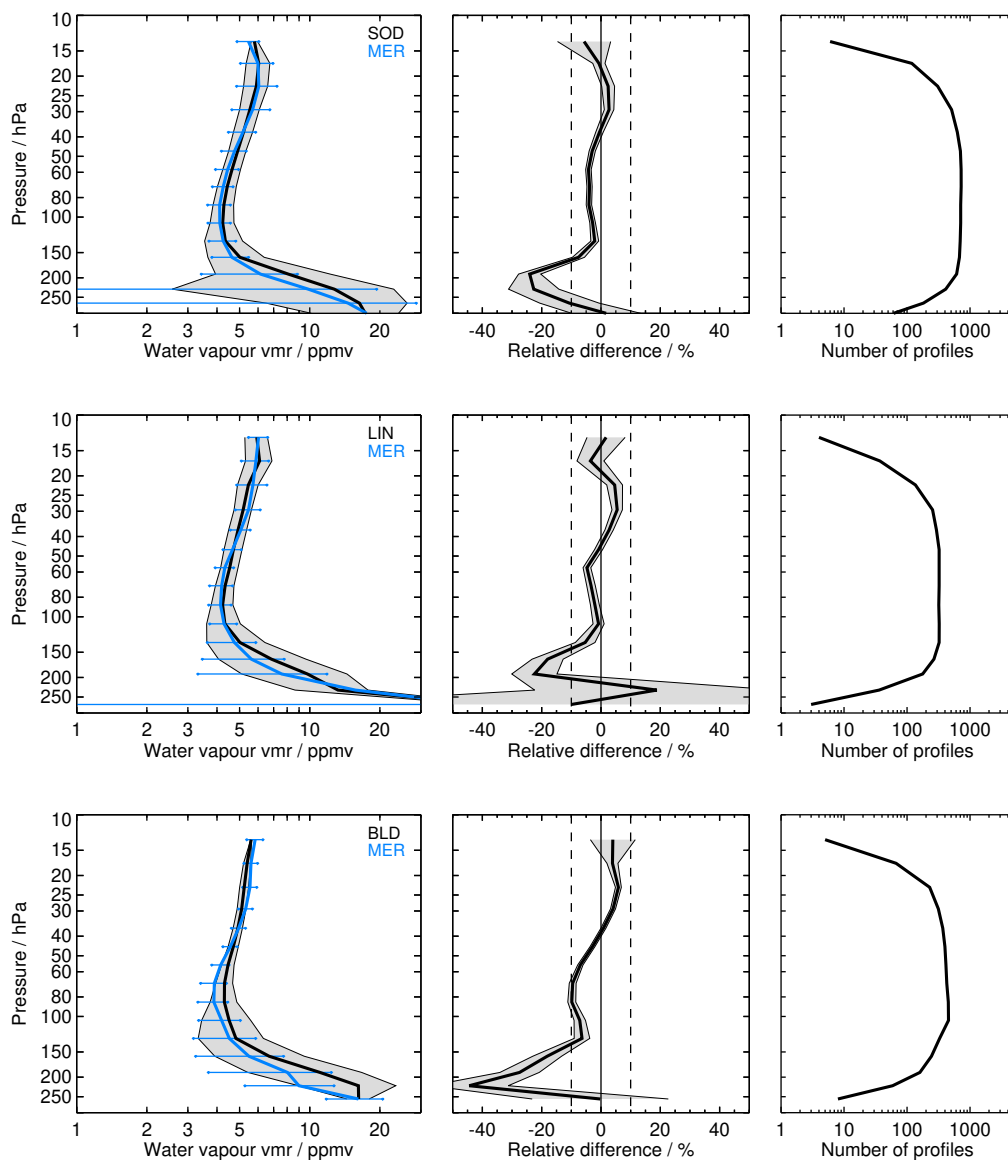 10
15
20
30
40
50
60
80
100
150
200
250
Pressure / hPa
SOD
MER
1 2 3 5 10 20
Water vapour vmr / ppmv
-40 -20 0 20 40
Relative difference / %
1 10 100 1000
Number of profiles
10
15
20
30
40
50
60
80
100
150
200
250
Pressure / hPa
LIN
MER
1 2 3 5 10 20
Water vapour vmr / ppmv
-40 -20 0 20 40
Relative difference / %
1 10 100 1000
Number of profiles
10
15
20
30
40
50
60
80
100
150
200
250
Pressure / hPa
BLD
MER
1 2 3 5 10 20
Water vapour vmr / ppmv
-40 -20 0 20 40
Relative difference / %
1 10 100 1000
Number of profiles